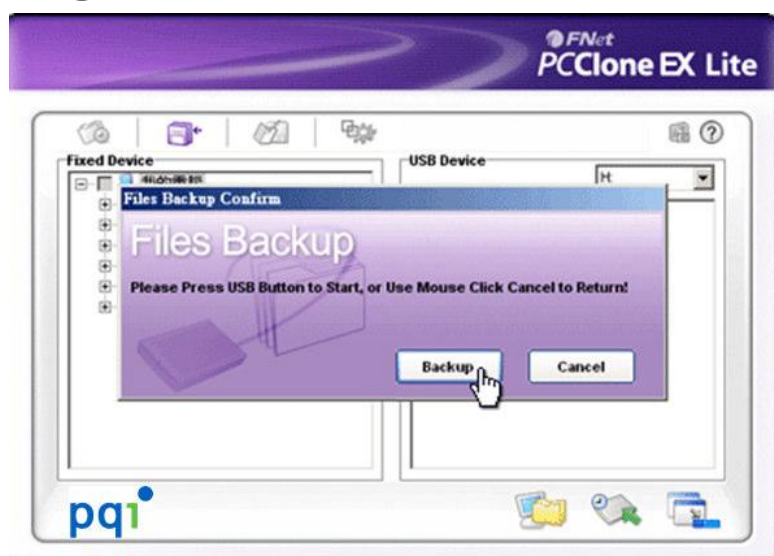 FNet
PCClone EX Lite
Fixed Device
USB Device
H:
Files Backup Confirm
Files Backup
Please Press USB Button to Start, or Use Mouse Click Cancel to Return!
Backup
Cancel
pqi